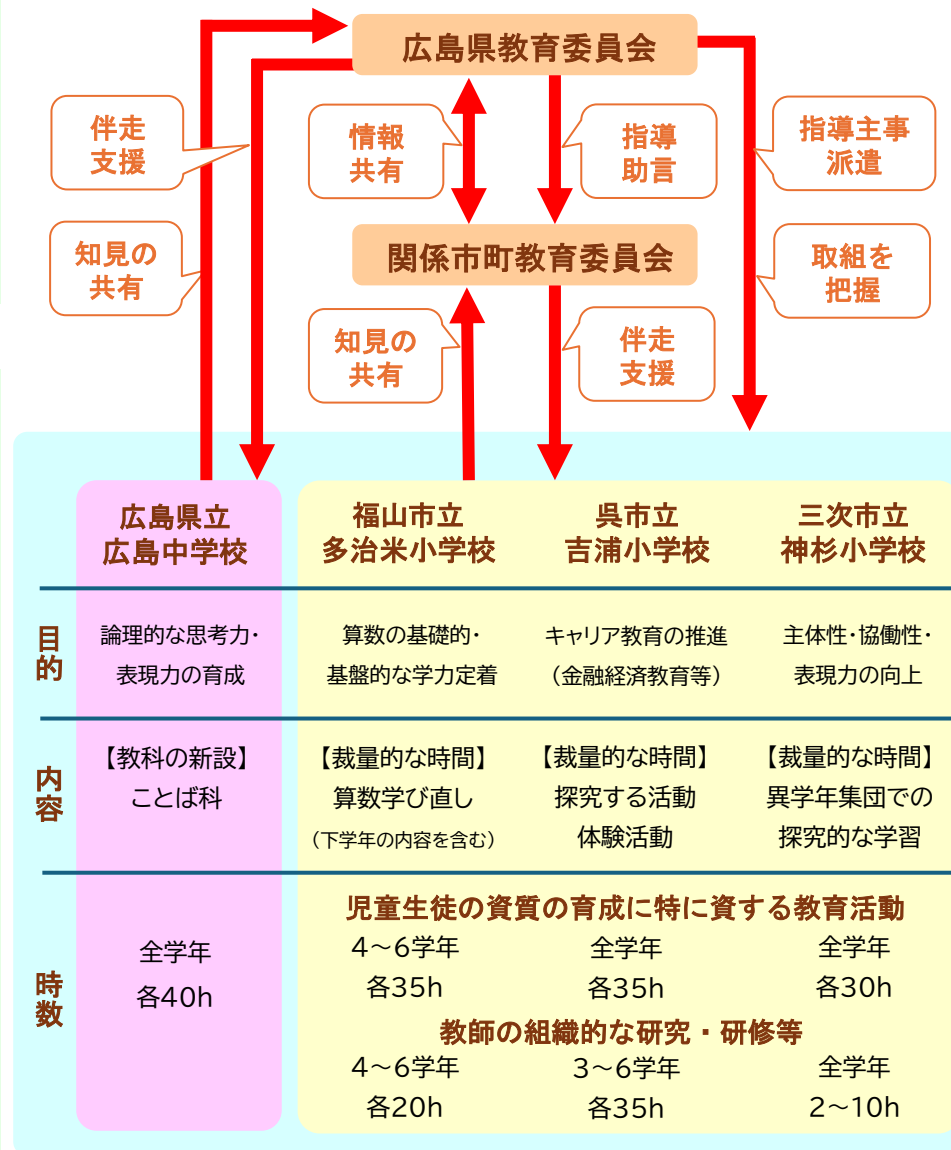 広島県教育委員会
伴走
支援
情報
共有
指導
助言
指導主事
派遣
知見の
共有
関係市町教育委員会
取組を
把握
知見の
共有
伴走
支援
広島県立
広島中学校
福山市立
多治米小学校
呉市立
吉浦小学校
三次市立
神杉小学校
目的
論理的な思考力・
表現力の育成
算数の基礎的・
基盤的な学力定着
キャリア教育の推進
（金融経済教育等）
主体性・協働性・
表現力の向上
内容
【教科の新設】
ことば科
【裁量的な時間】
算数学び直し
（下学年の内容を含む）
【裁量的な時間】
探究する活動
体験活動
【裁量的な時間】
異学年集団での
探究的な学習
時数
全学年
各40h
児童生徒の資質の育成に特に資する教育活動
4～6学年
各35h
全学年
各35h
全学年
各30h
教師の組織的な研究・研修等
4～6学年
各20h
3～6学年
各35h
全学年
2～10h